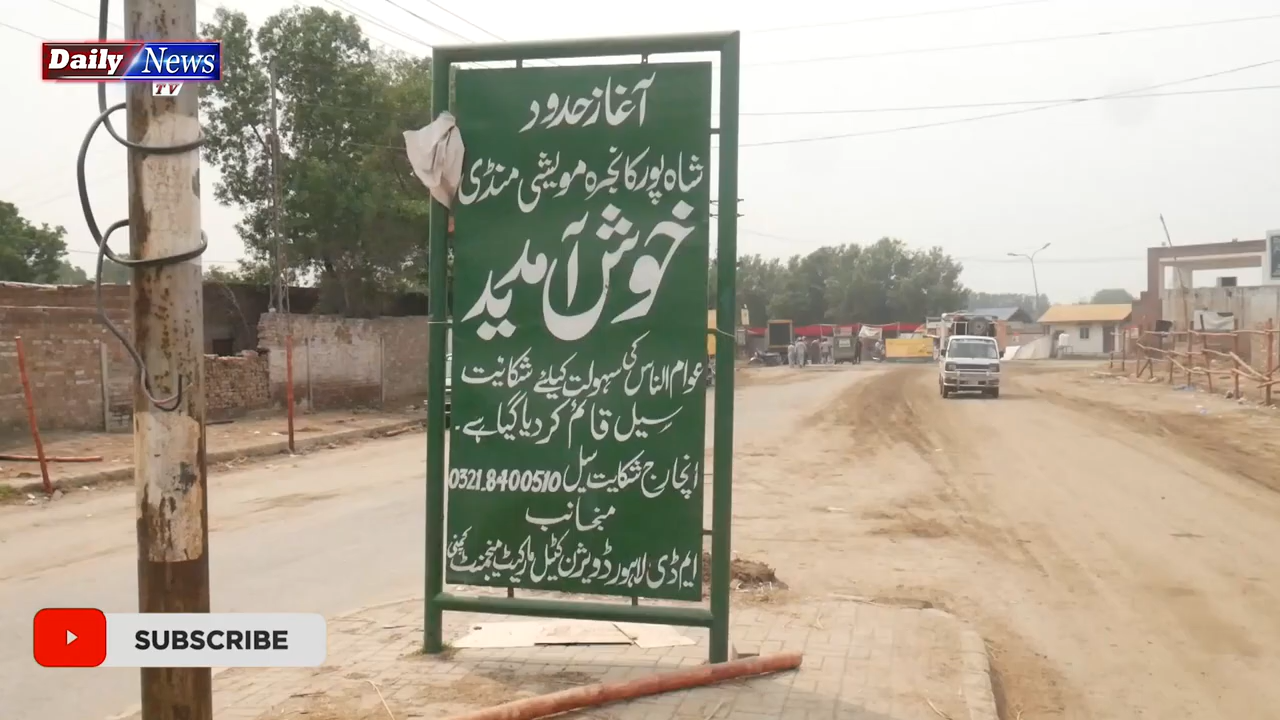 Daily News
TV
آغاز حدود
شاہ پور کانجرہ مویشی منڈی
خوش آمدید
عوام الناس کی سہولت کیلئے شکایت
سیل قائم کر دیا گیا ہے۔
انچارج شکایت سیل 0321.8400510
منجانب
ایم ڈی لاہور ڈویژن کیٹل مارکیٹ مینجمنٹ کمپنی
SUBSCRIBE